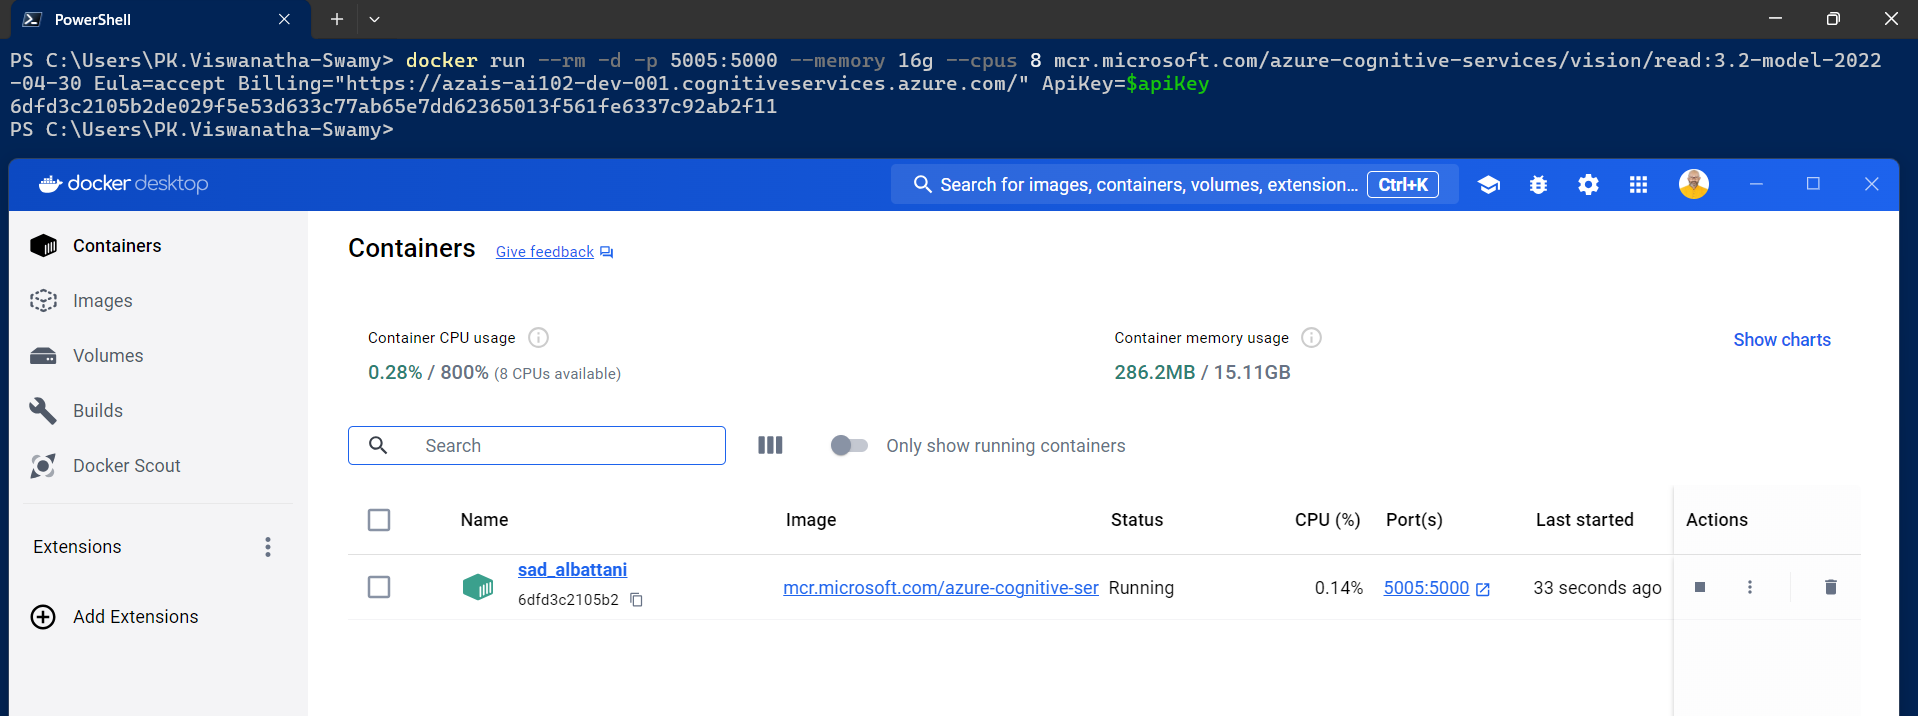 PowerShell
PS C:\Users\PK.Viswanatha-Swamy> docker run --rm -d -p 5005:5000 --memory 16g --cpus 8 mcr.microsoft.com/azure-cognitive-services/vision/read:3.2-model-2022
-04-30 Eula=accept Billing="https://azais-ai102-dev-001.cognitiveservices.azure.com/" ApiKey=$apiKey
6dfd3c2105b2de029f5e53d633c77ab65e7dd62365013f561fe6337c92ab2f11
PS C:\Users\PK.Viswanatha-Swamy>
docker desktop
Search for images, containers, volumes, extension... Ctrl+K
Containers
Images
Volumes
Builds
Docker Scout
Extensions
Add Extensions
Containers Give feedback
Container CPU usage
0.28% / 800% (8 CPUs available)
Container memory usage
286.2MB / 15.11GB
Show charts
Search
Only show running containers
Name Image Status CPU (%) Port(s) Last started Actions
sad_albattani
6dfd3c2105b2
mcr.microsoft.com/azure-cognitive-ser Running 0.14% 5005:5000 33 seconds ago